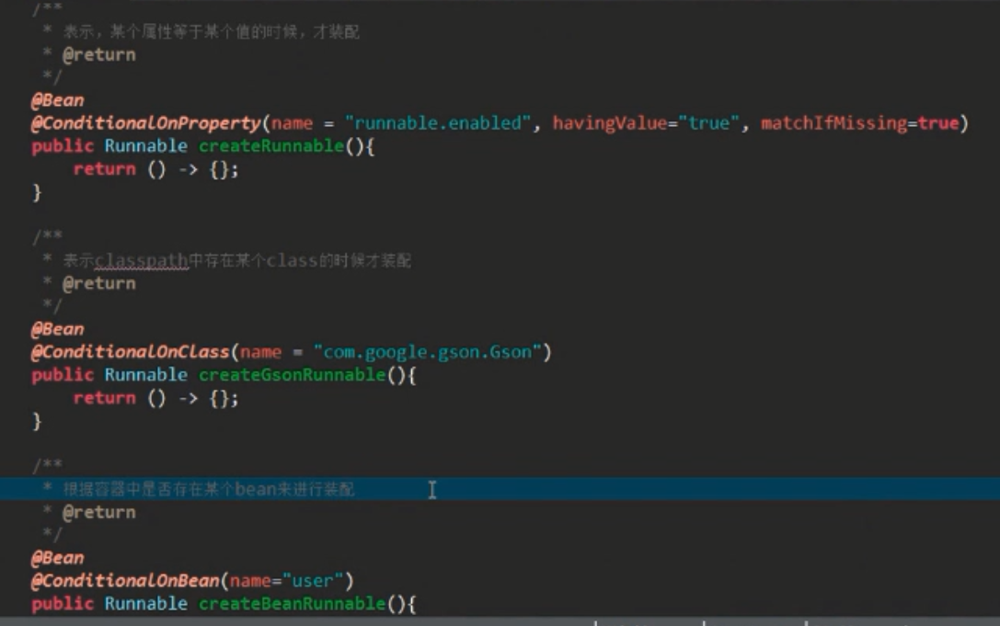 /**
 * 表示，某个属性等于某个值的时候，才装配
 * @return
 */
@Bean
@ConditionalOnProperty(name = "runnable.enabled", havingValue="true", matchIfMissing=true)
public Runnable createRunnable(){
    return () -> {};
}
/**
 * 表示classpath中存在某个class的时候才装配
 * @return
 */
@Bean
@ConditionalOnClass(name = "com.google.gson.Gson")
public Runnable createGsonRunnable(){
    return () -> {};
}
/**
 * 根据容器中是否存在某个bean来进行装配
 * @return
 */
@Bean
@ConditionalOnBean(name="user")
public Runnable createBeanRunnable(){